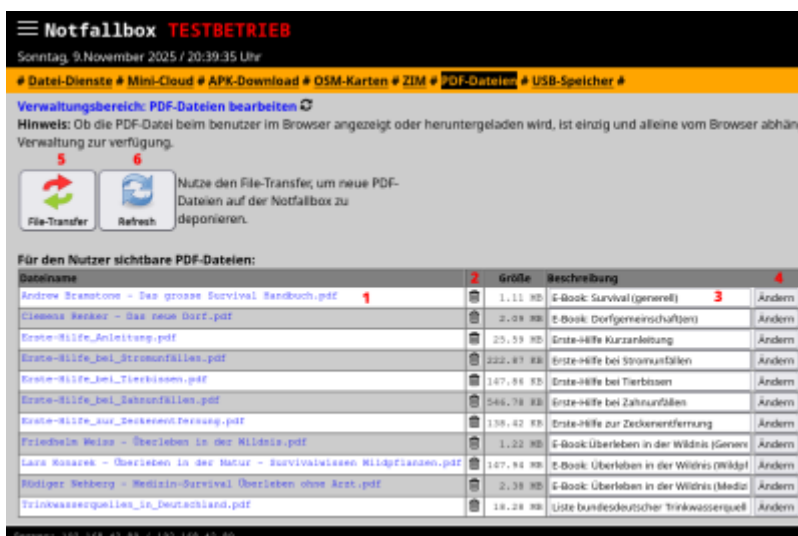 Notfallbox TESTBETRIEB
Sonntag, 9.November 2025 / 20:39:35 Uhr
# Datei-Dienste # Mini-Cloud # APK-Download # OSM-Karten # ZIM # PDF-Dateien # USB-Speicher #
Verwaltungsbereich: PDF-Dateien bearbeiten
Hinweis: Ob die PDF-Datei beim benutzer im Browser angezeigt oder heruntergeladen wird, ist einzig und alleine vom Browser abhän
Verwaltung zur verfügung.
5 6
Nutze den File-Transfer, um neue PDF-
Dateien auf der Notfallbox zu
File-Transfer Refresh deponieren.
Für den Nutzer sichtbare PDF-Dateien:
Dateiname 2 Größe Beschreibung 4
Andrew Bramstone - Das grosse Survival Handbuch.pdf 1 1.11 MB E-Book: Survival (generell) 3 Ändern
Clemens Renker - Das neue Dorf.pdf 2.09 MB E-Book: Dorfgemeinschaft(en) Ändern
Erste-Hilfe_Anleitung.pdf 25.59 MB Erste-Hilfe Kurzanleitung Ändern
Erste-Hilfe_bei_Stromunfällen.pdf 222.87 KB Erste-Hilfe bei Stromunfällen Ändern
Erste-Hilfe_bei_Tierbissen.pdf 147.86 KB Erste-Hilfe bei Tierbissen Ändern
Erste-Hilfe_bei_Zahnunfällen.pdf 546.78 KB Erste-Hilfe bei Zahnunfällen Ändern
Erste-Hilfe_zur_Zeckenentfernung.pdf 138.42 KB Erste-Hilfe zur Zeckenentfernung Ändern
Friedhelm Weiss - Überleben in der Wildnis.pdf 1.22 MB E-Book:Überleben in der Wildnis (Genere Ändern
Lars Konarek - Überleben in der Natur - Survivalwissen Wildpflanzen.pdf 147.94 MB E-Book: Überleben in der Wildnis (Wildpf Ändern
Rüdiger Nehberg - Medizin-Survival Überleben ohne Arzt.pdf 2.38 MB E-Book: Überleben in der Wildnis (Mediz Ändern
Trinkwasserquellen_in_Deutschland.pdf 18.28 MB Liste bundesdeutscher Trinkwasserquell Ändern